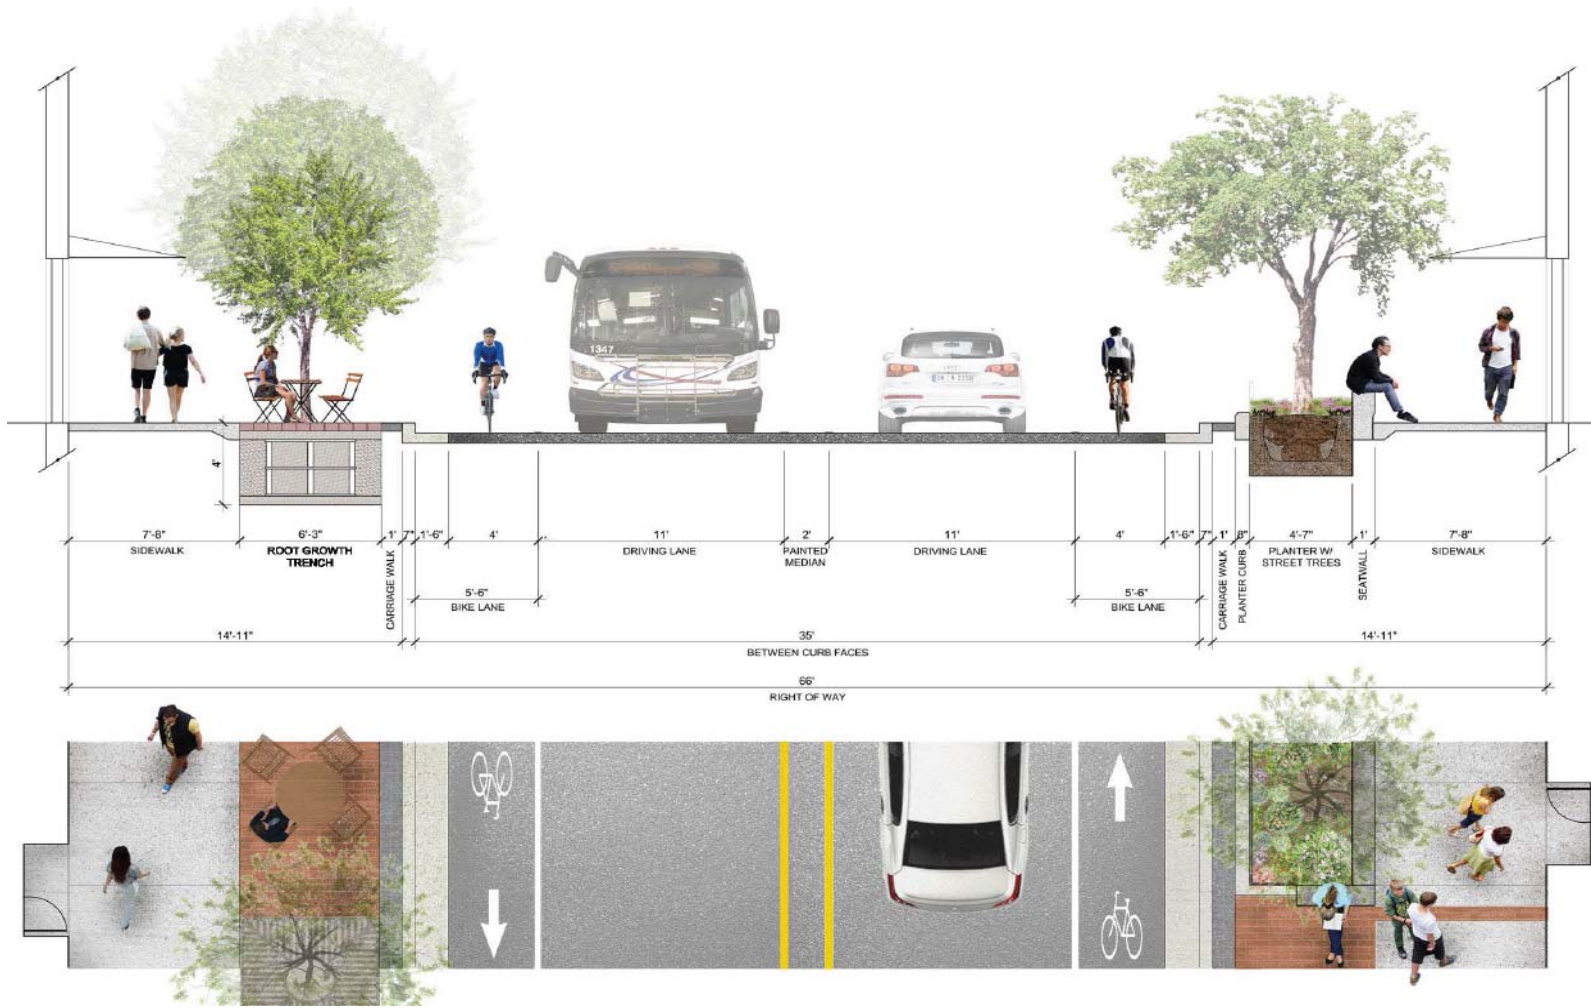 1347
4'
7'-8"
6'-3"
1'
7"
1'-6"
4'
11'
2'
11'
4'
1'-6"
7"
1'
8"
4'-7"
1'
7'-8"
SIDEWALK
ROOT GROWTH
TRENCH
DRIVING LANE
PAINTED
MEDIAN
DRIVING LANE
PLANTER W/
STREET TREES
SIDEWALK
CARRIAGE WALK
5'-6"
BIKE LANE
5'-6"
BIKE LANE
CARRIAGE WALK
PLANTER CURB
SEATWALL
14'-11"
35'
14'-11"
BETWEEN CURB FACES
66'
RIGHT OF WAY